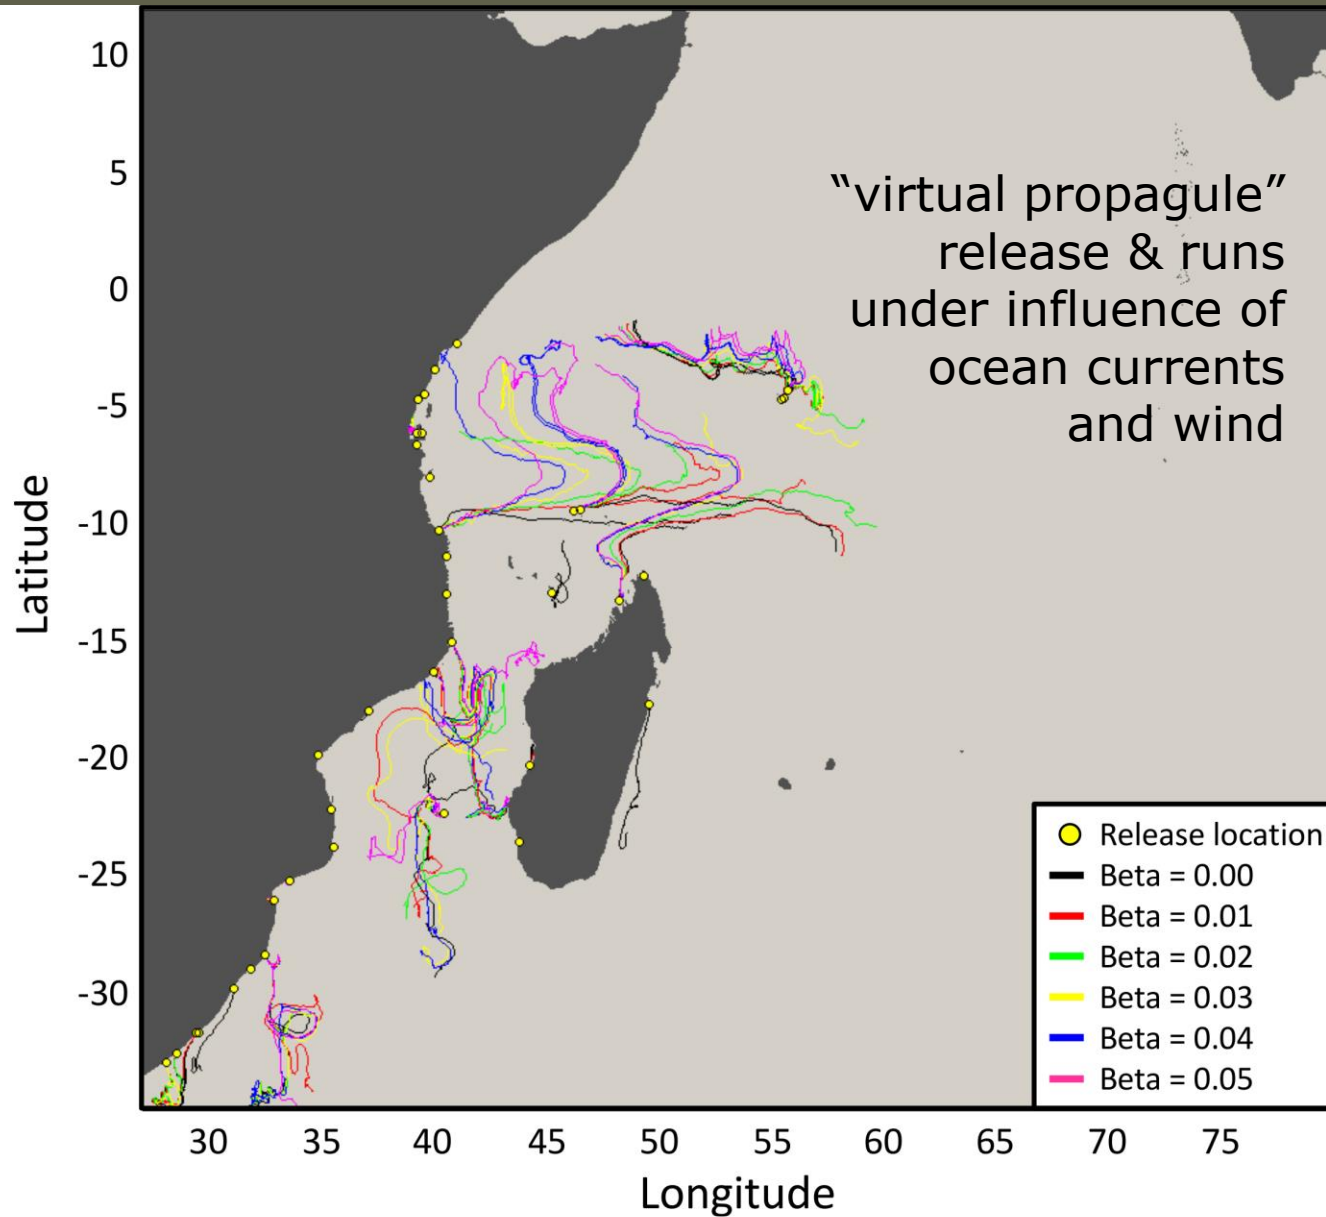 10
5
0
-5
-10
-15
-20
-25
-30
Latitude
“virtual propagule”
release & runs
under influence of
ocean currents
and wind
Release location
Beta = 0.00
Beta = 0.01
Beta = 0.02
Beta = 0.03
Beta = 0.04
Beta = 0.05
30 35 40 45 50 55 60 65 70 75
Longitude